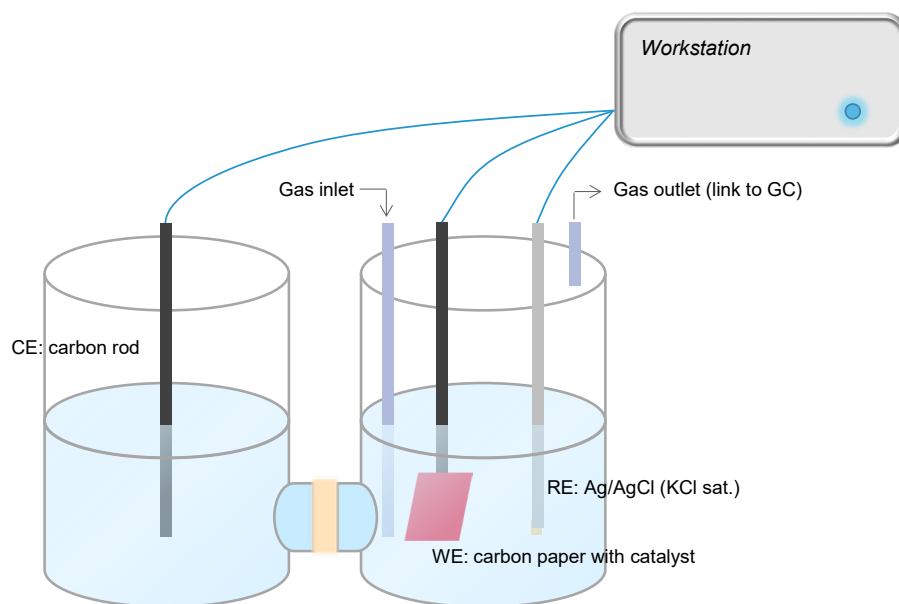 Workstation
Gas inlet
Gas outlet (link to GC)
CE: carbon rod
RE: Ag/AgCl (KCl sat.)
WE: carbon paper with catalyst